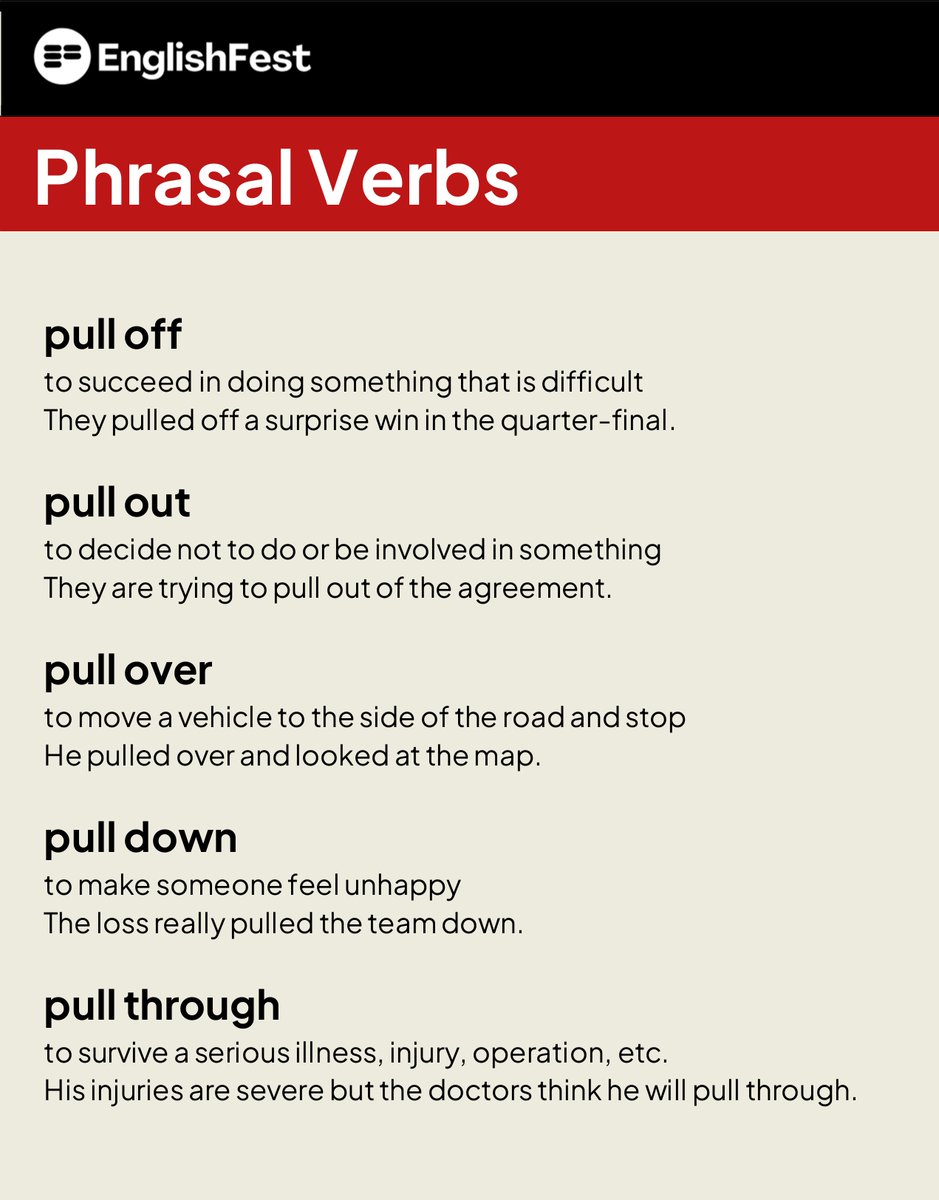 EnglishFest
Phrasal Verbs
pull off
to succeed in doing something that is difficult
They pulled off a surprise win in the quarter-final.
pull out
to decide not to do or be involved in something
They are trying to pull out of the agreement.
pull over
to move a vehicle to the side of the road and stop
He pulled over and looked at the map.
pull down
to make someone feel unhappy
The loss really pulled the team down.
pull through
to survive a serious illness, injury, operation, etc.
His injuries are severe but the doctors think he will pull through.